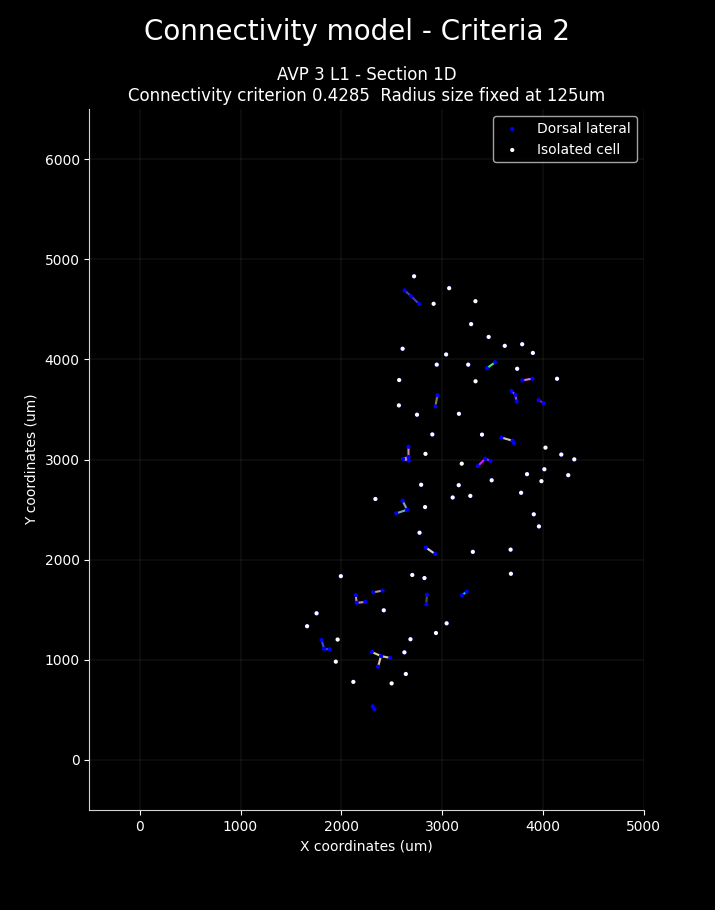 Connectivity model - Criteria 2
AVP 3 L1 - Section 1D
Connectivity criterion 0.4285  Radius size fixed at 125um
Dorsal lateral
Isolated cell
6000
5000
4000
3000
2000
1000
0
Y coordinates (um)
0 1000 2000 3000 4000 5000
X coordinates (um)